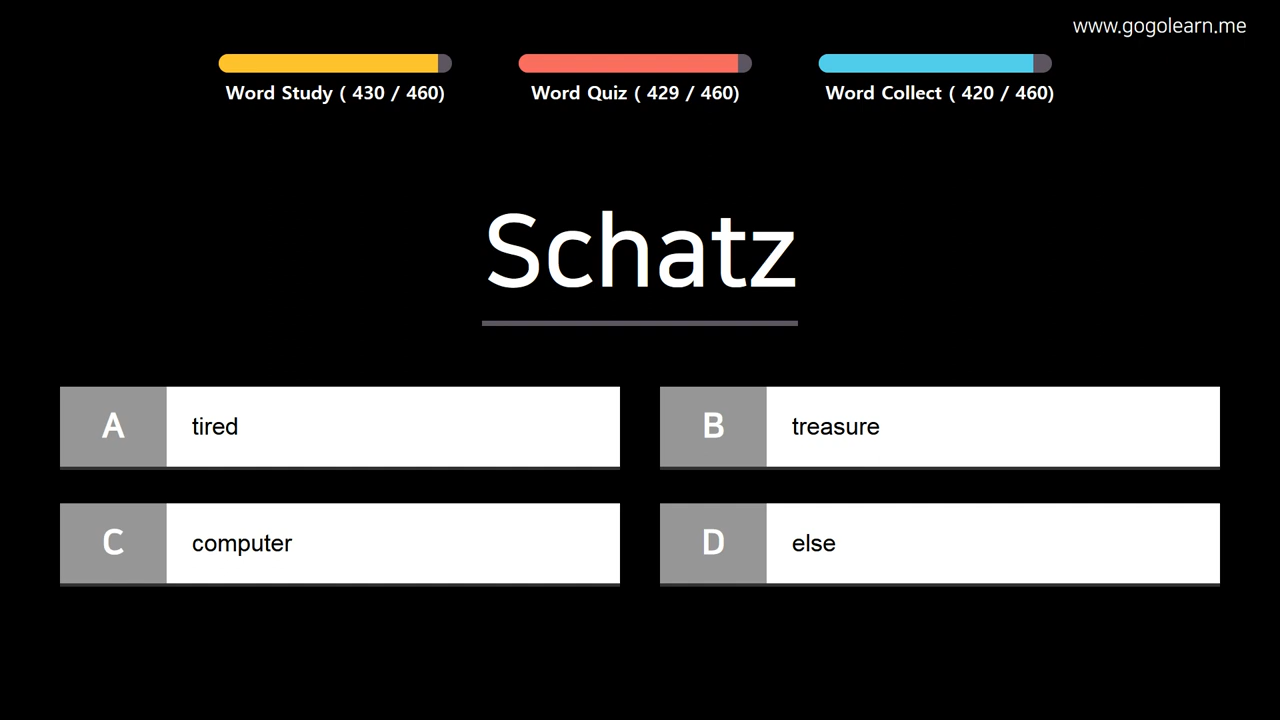 www.gogolearn.me
Word Study ( 430 / 460)
Word Quiz ( 429 / 460)
Word Collect ( 420 / 460)
Schatz
A tired
B treasure
C computer
D else